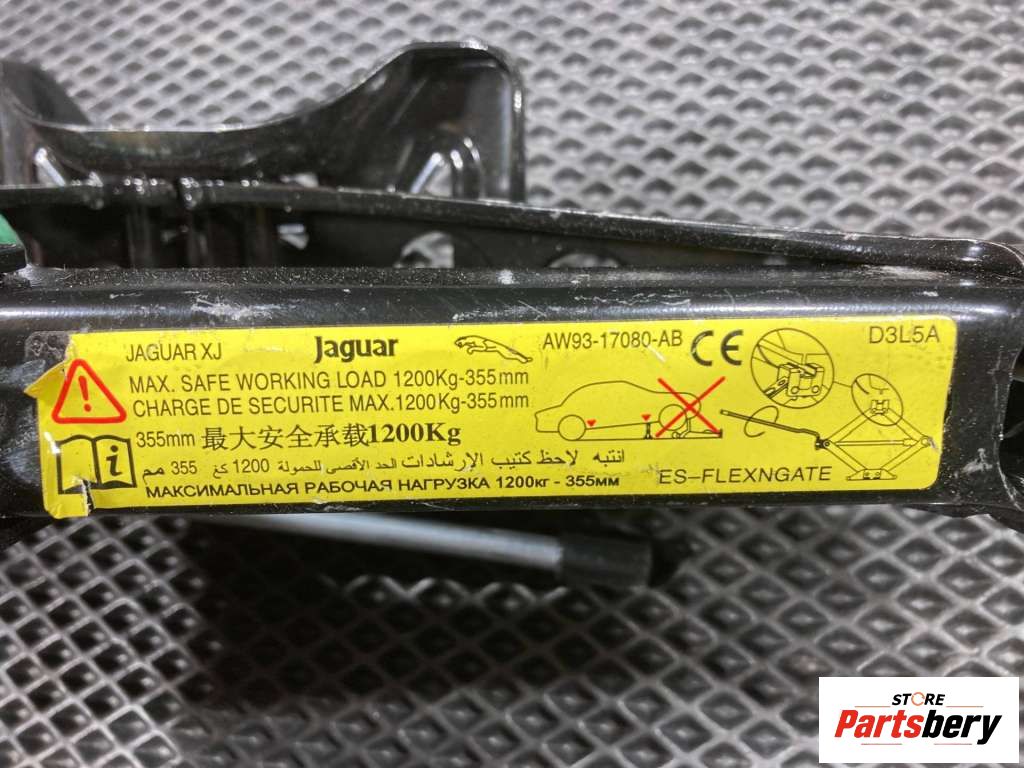 JAGUAR XJ
Jaguar
AW93-17080-AB
CE
D3L5A
MAX. SAFE WORKING LOAD 1200Kg-355mm
CHARGE DE SECURITE MAX.1200Kg-355mm
355mm 最大安全承载1200Kg
i
انتبه لاحظ كتيب الإرشادات الحد الأقصى للحمولة 1200 كغ 355 مم
МАКСИМАЛЬНАЯ РАБОЧАЯ НАГРУЗКА 1200кг - 355мм
ES-FLEXNGATE
STORE
Partsbery